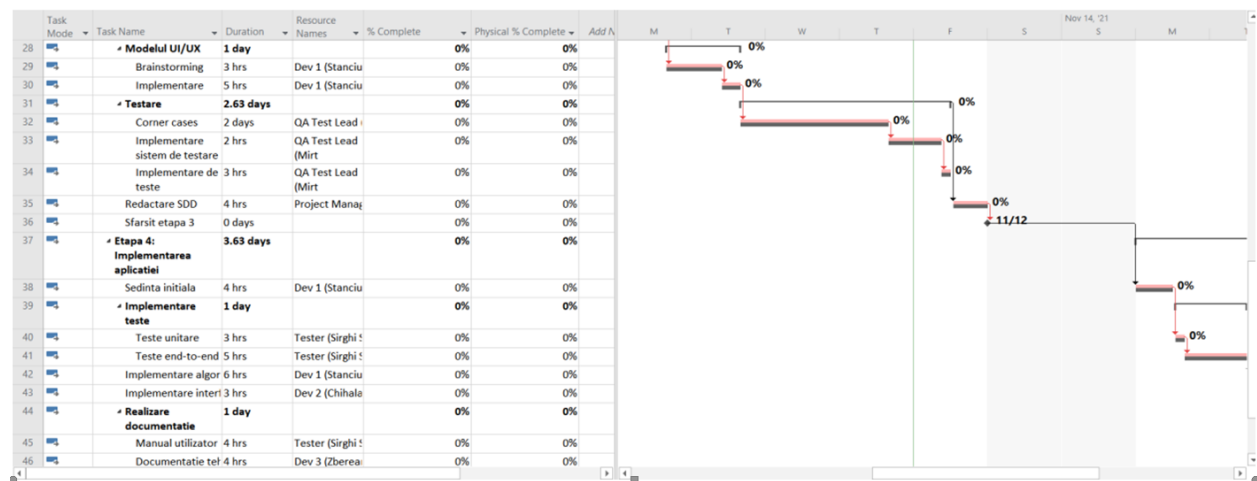 Task Mode Task Name Duration Resource Names % Complete Physical % Complete Add N
Nov 14, '21
M T W T F S S M T
28 Modelul UI/UX 1 day 0% 0% 0%
29 Brainstorming 3 hrs Dev 1 (Stanciu 0% 0% 0%
30 Implementare 5 hrs Dev 1 (Stanciu 0% 0% 0%
31 Testare 2.63 days 0% 0% 0%
32 Corner cases 2 days QA Test Lead 0% 0% 0%
33 Implementare sistem de testare 2 hrs QA Test Lead (Mirt 0% 0% 0%
34 Implementare de teste 3 hrs QA Test Lead (Mirt 0% 0% 0%
35 Redactare SDD 4 hrs Project Manag 0% 0% 0%
36 Sfarsit etapa 3 0 days 0% 0% 11/12
37 Etapa 4: Implementarea aplicatiei 3.63 days 0% 0%
38 Sedinta initiala 4 hrs Dev 1 (Stanciu 0% 0% 0%
39 Implementare teste 1 day 0% 0%
40 Teste unitare 3 hrs Tester (Sirghi 0% 0% 0%
41 Teste end-to-end 5 hrs Tester (Sirghi 0% 0%
42 Implementare algor 6 hrs Dev 1 (Stanciu 0% 0%
43 Implementare interf 3 hrs Dev 2 (Chihala 0% 0%
44 Realizare documentatie 1 day 0% 0%
45 Manual utilizator 4 hrs Tester (Sirghi 0% 0%
46 Documentatie teh 4 hrs Dev 3 (Zberea 0% 0%